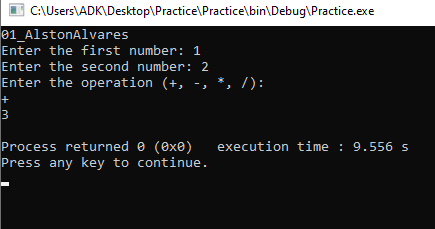 C:\Users\ADK\Desktop\Practice\Practice\bin\Debug\Practice.exe
01_AlstonAlvares
Enter the first number: 1
Enter the second number: 2
Enter the operation (+, -, *, /):
+
3
Process returned 0 (0x0)   execution time : 9.556 s
Press any key to continue.